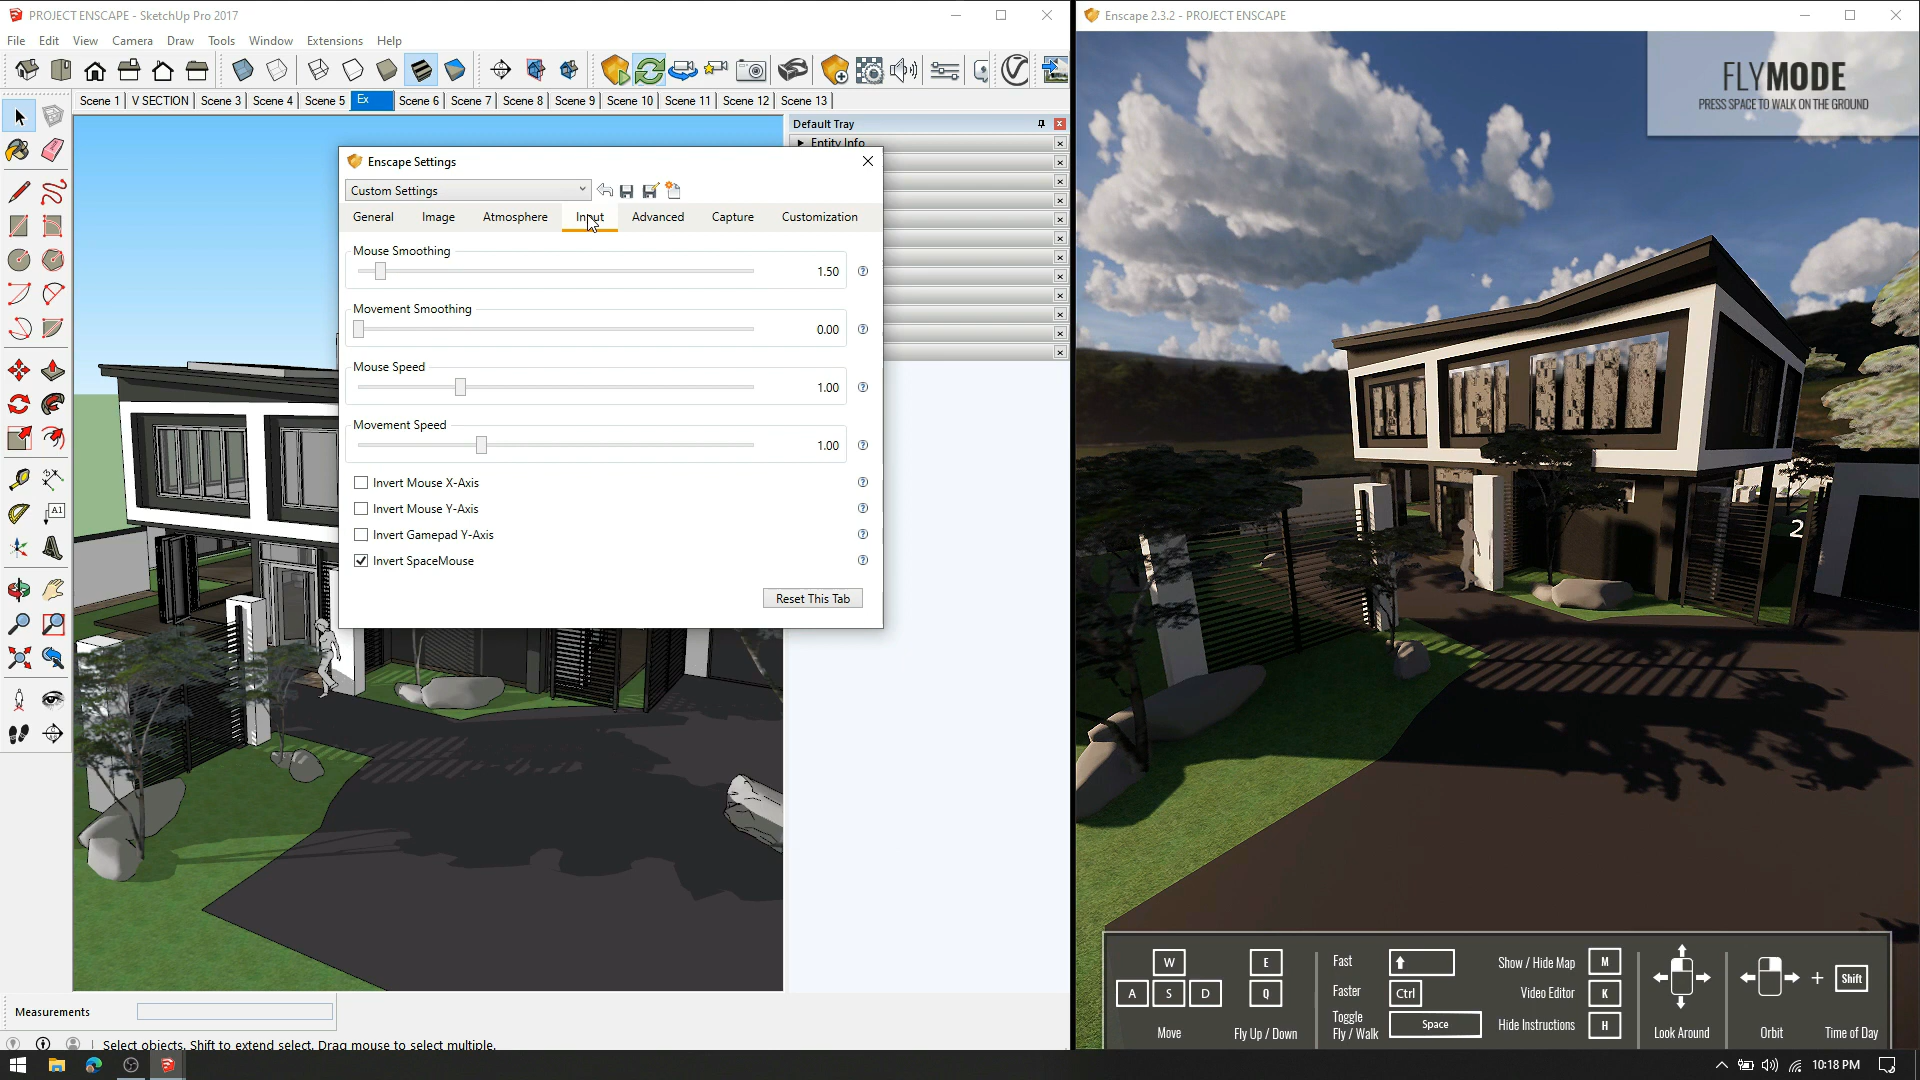 PROJECT ENSCAPE - SketchUp Pro 2017
File Edit View Camera Draw Tools Window Extensions Help
Scene 1 V SECTION Scene 3 Scene 4 Scene 5 Ex Scene 6 Scene 7 Scene 8 Scene 9 Scene 10 Scene 11 Scene 12 Scene 13
Default Tray
Entity Info
Enscape Settings
Custom Settings
General Image Atmosphere Input Advanced Capture Customization
Mouse Smoothing
1.50
Movement Smoothing
0.00
Mouse Speed
1.00
Movement Speed
1.00
Invert Mouse X-Axis
Invert Mouse Y-Axis
Invert Gamepad Y-Axis
Invert SpaceMouse
Reset This Tab
A1
Measurements
Select objects. Shift to extend select. Drag mouse to select multiple.
Enscape 2.3.2 - PROJECT ENSCAPE
FLYMODE
PRESS SPACE TO WALK ON THE GROUND
2
W
A S D
Move
E
Q
Fly Up / Down
Fast
Faster Ctrl
Toggle
Fly / Walk Space
Show / Hide Map M
Video Editor K
Hide Instructions H
Look Around
Orbit
+ Shift
Time of Day
10:18 PM